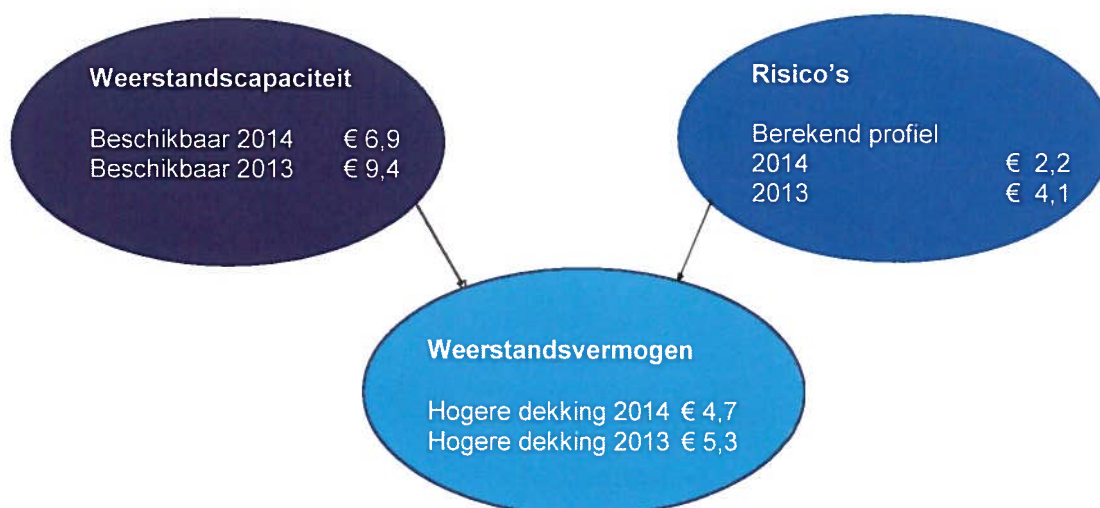 Weerstandscapaciteit
Beschikbaar 2014 € 6,9
Beschikbaar 2013 € 9,4
Risico's
Berekend profiel
2014 € 2,2
2013 € 4,1
Weerstandsvermogen
Hogere dekking 2014 € 4,7
Hogere dekking 2013 € 5,3